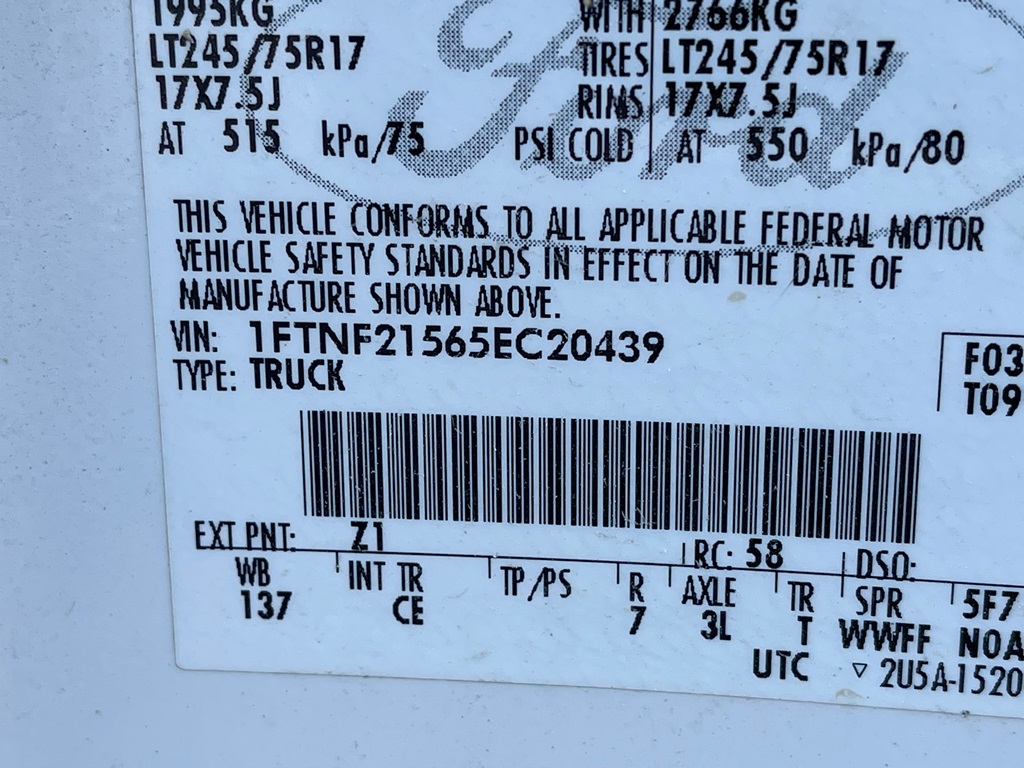 1995KG WITH 2766KG
LT245/75R17 TIRES LT245/75R17
17X7.5J RIMS 17X7.5J
AT 515 kPa/75 PSI COLD AT 550 kPa/80
Ford
THIS VEHICLE CONFORMS TO ALL APPLICABLE FEDERAL MOTOR
VEHICLE SAFETY STANDARDS IN EFFECT ON THE DATE OF
MANUFACTURE SHOWN ABOVE.
VIN: 1FTNF21565EC20439
TYPE: TRUCK
F03
T09
EXT PNT: Z1 RC: 58 DSO:
WB INT TR TP/PS R AXLE TR SPR 5F7
137 CE 7 3L T WWFF N0A
UTC ▽ 2U5A-1520